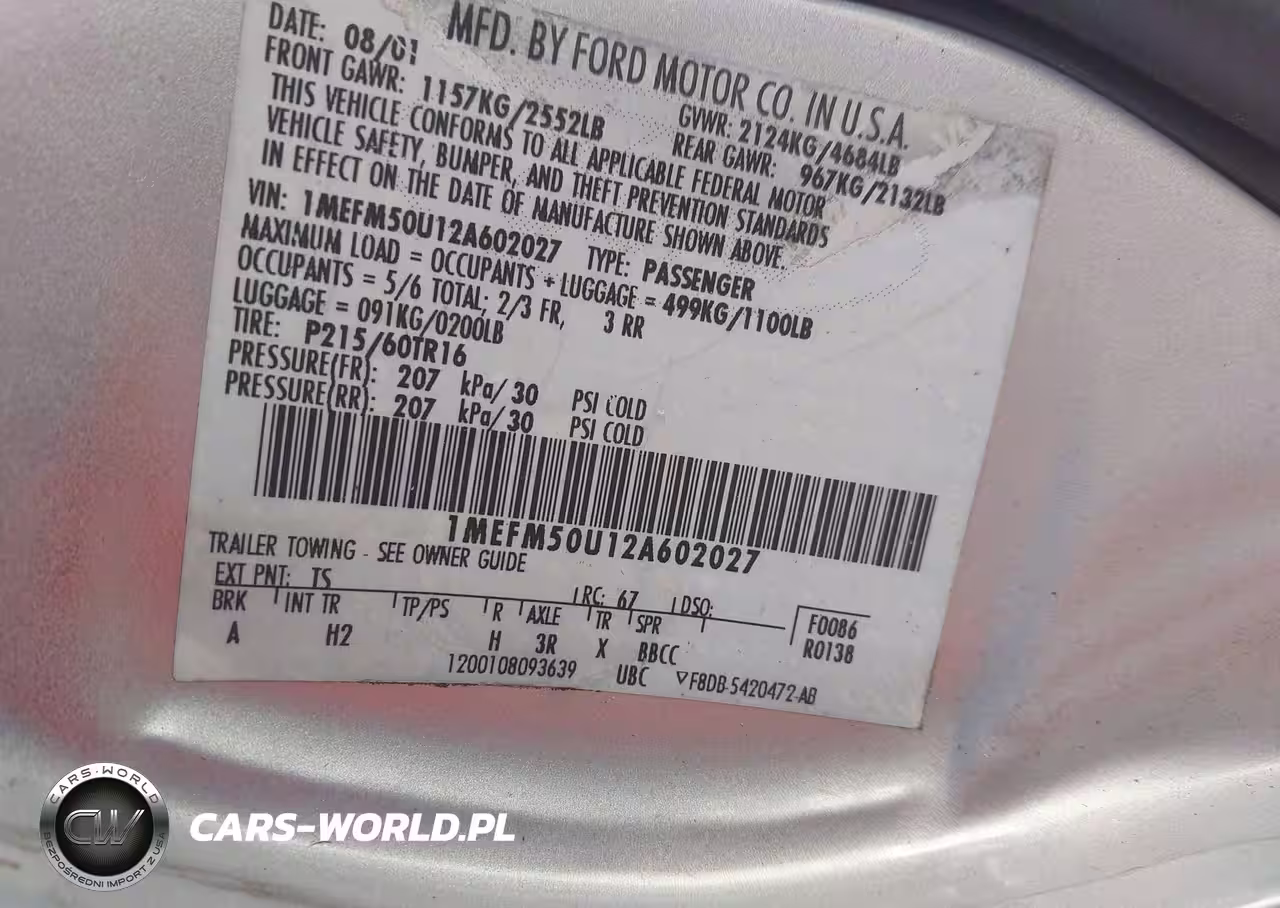 MFD. BY FORD MOTOR CO. IN U.S.A.
DATE: 08/01 GVWR: 2124KG/4684LB
FRONT GAWR: 1157KG/2552LB REAR GAWR: 967KG/2132LB
THIS VEHICLE CONFORMS TO ALL APPLICABLE FEDERAL MOTOR
VEHICLE SAFETY, BUMPER, AND THEFT PREVENTION STANDARDS
IN EFFECT ON THE DATE OF MANUFACTURE SHOWN ABOVE.
VIN: 1MEFM50U12A602027 TYPE: PASSENGER
MAXIMUM LOAD = OCCUPANTS + LUGGAGE = 499KG/1100LB
OCCUPANTS = 5/6 TOTAL; 2/3 FR, 3 RR
LUGGAGE = 091KG/0200LB
TIRE: P215/60TR16
PRESSURE(FR): 207 kPa/ 30 PSI COLD
PRESSURE(RR): 207 kPa/ 30 PSI COLD
1MEFM50U12A602027
TRAILER TOWING - SEE OWNER GUIDE
EXT PNT: TS RC: 67 DSO:
BRK INT TR TP/PS R AXLE TR SPR F0086
A H2 H 3R X BBCC R0138
1200108093639 UBC ▽F8DB-5420472-AB
CARS-WORLD
CW
BEZPOŚREDNI IMPORT Z USA
CARS-WORLD.PL